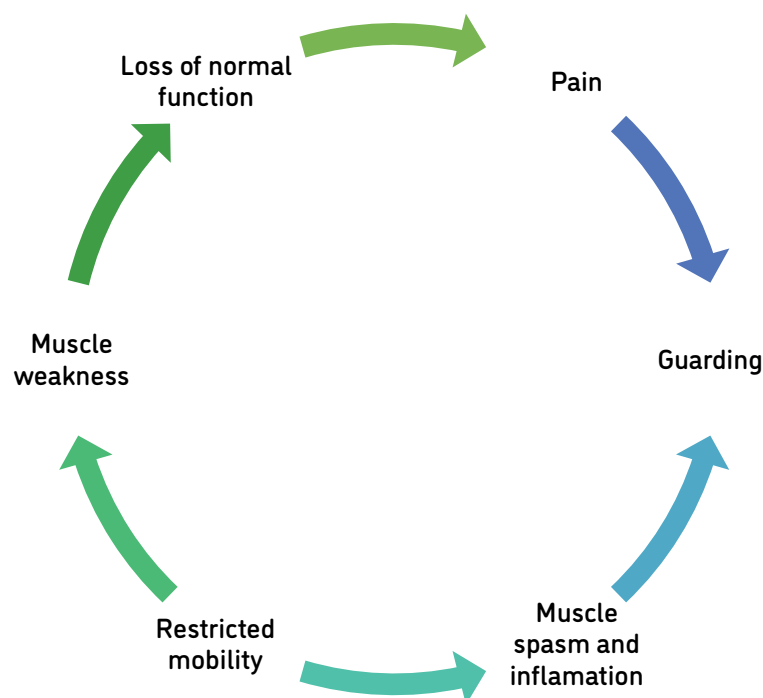 Loss of normal
function
Pain
Guarding
Muscle
spasm and
inflamation
Restricted
mobility
Muscle
weakness